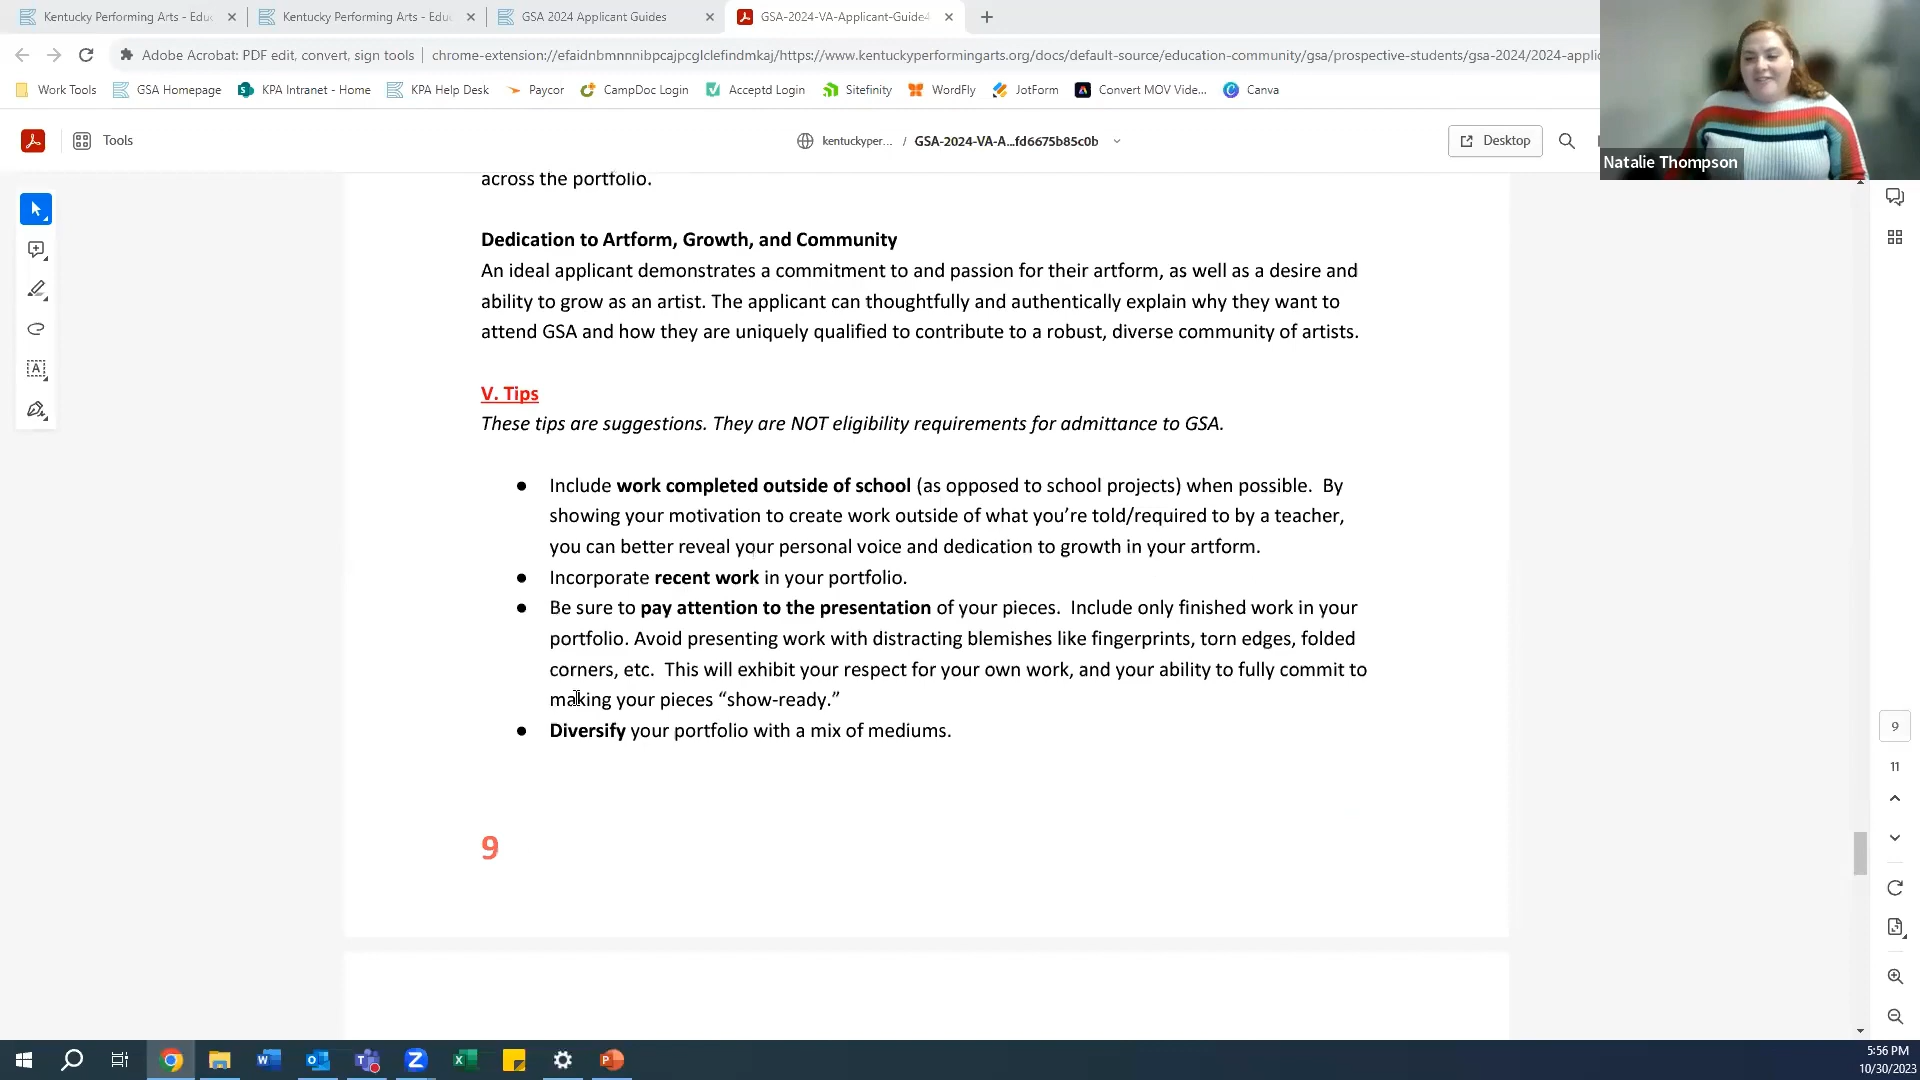 Kentucky Performing Arts - Educ
Kentucky Performing Arts - Educ
GSA 2024 Applicant Guides
GSA-2024-VA-Applicant-Guide4
Adobe Acrobat: PDF edit, convert, sign tools
chrome-extension://efaidnbmnnnibpcajpcglclefindmkaj/https://www.kentuckyperformingarts.org/docs/default-source/education-community/gsa/prospective-students/gsa-2024/2024-applic
Work Tools
GSA Homepage
KPA Intranet - Home
KPA Help Desk
Paycor
CampDoc Login
Acceptd Login
Sitefinity
WordFly
JotForm
Convert MOV Vide...
Canva
Natalie Thompson
Tools
kentuckyper... / GSA-2024-VA-A...fd6675b85c0b
Desktop
across the portfolio.
Dedication to Artform, Growth, and Community
An ideal applicant demonstrates a commitment to and passion for their artform, as well as a desire and
ability to grow as an artist. The applicant can thoughtfully and authentically explain why they want to
attend GSA and how they are uniquely qualified to contribute to a robust, diverse community of artists.
V. Tips
These tips are suggestions. They are NOT eligibility requirements for admittance to GSA.
● Include work completed outside of school (as opposed to school projects) when possible.  By
showing your motivation to create work outside of what you’re told/required to by a teacher,
you can better reveal your personal voice and dedication to growth in your artform.
● Incorporate recent work in your portfolio.
● Be sure to pay attention to the presentation of your pieces.  Include only finished work in your
portfolio. Avoid presenting work with distracting blemishes like fingerprints, torn edges, folded
corners, etc.  This will exhibit your respect for your own work, and your ability to fully commit to
making your pieces “show-ready.”
● Diversify your portfolio with a mix of mediums.
9
9
11
5:56 PM
10/30/2023